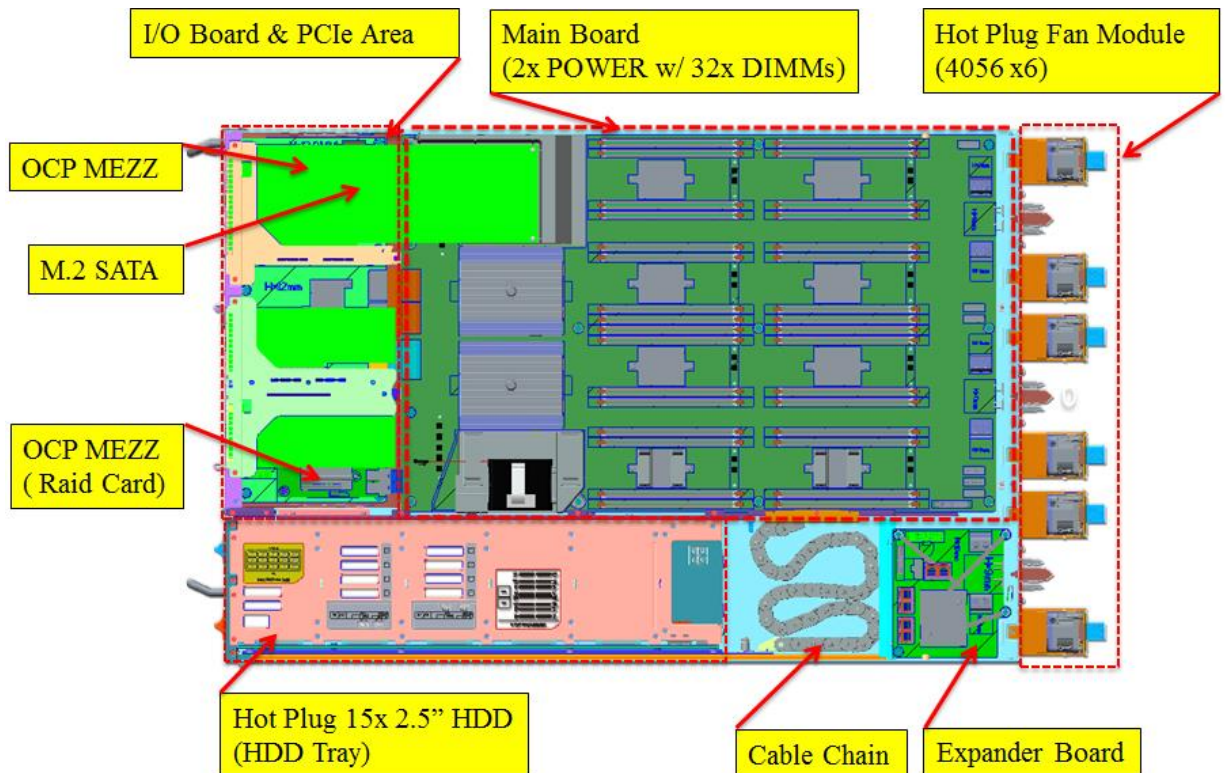 I/O Board & PCIe Area
Main Board
(2x POWER w/ 32x DIMMs)
Hot Plug Fan Module
(4056 x6)
OCP MEZZ
M.2 SATA
H=12mm
OCP MEZZ
( Raid Card)
Hot Plug 15x 2.5” HDD
(HDD Tray)
Cable Chain
Expander Board